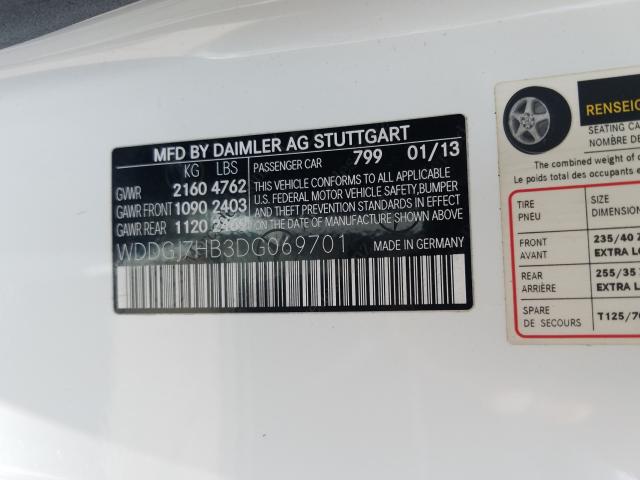 MFD BY DAIMLER AG STUTTGART
KG LBS PASSENGER CAR 799 01/13
GVWR 2160 4762
GAWR FRONT 1090 2403
GAWR REAR 1120
THIS VEHICLE CONFORMS TO ALL APPLICABLE
U.S. FEDERAL MOTOR VEHICLE SAFETY, BUMPER
AND THEFT PREVENTION STANDARDS IN EFFECT
ON THE DATE OF MANUFACTURE SHOWN ABOVE
WDDGJ7HB3DG069701
MADE IN GERMANY
RENSEIG
SEATING CA
NOMBRE DE
The combined weight of
Le poids total des occupants e
TIRE SIZE
PNEU DIMENSION
FRONT 235/40 Z
AVANT EXTRA LO
REAR 255/35
ARRIÈRE EXTRA L
SPARE T125/70
DE SECOURS